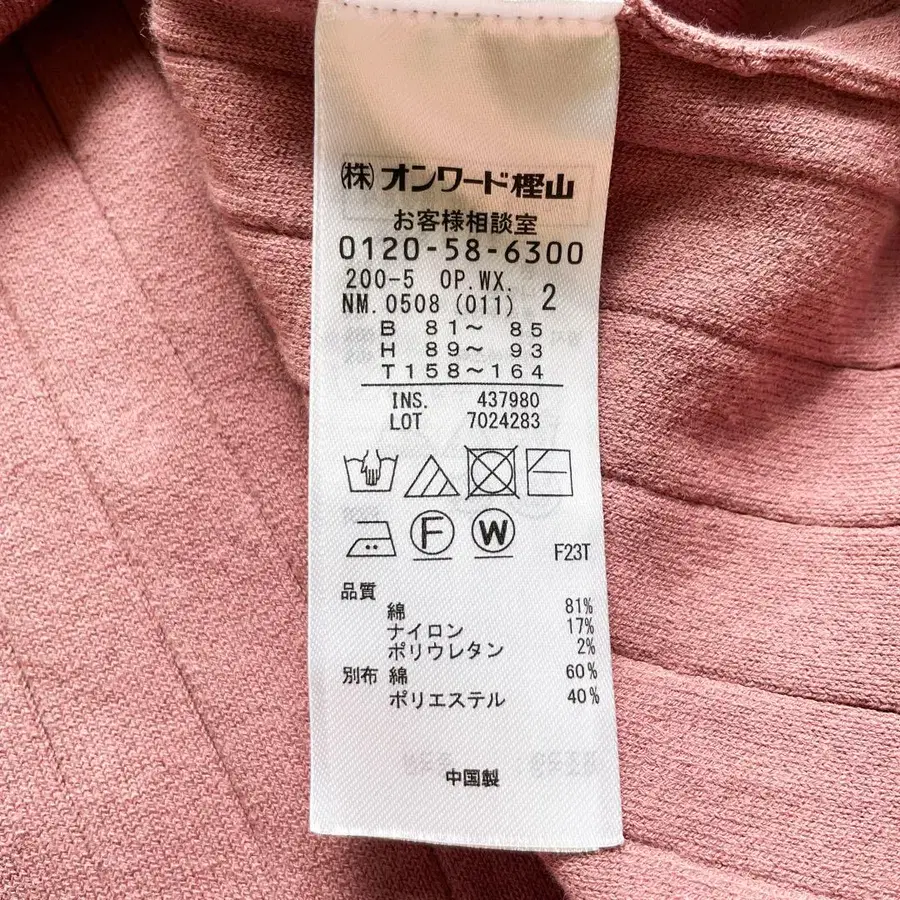 (株)オンワード樫山
お客様相談室
0120-58-6300
200-5 OP.WX. 2
NM.0508(011)
B 81～ 85
H 89～ 93
T158～164
INS. 437980
LOT 7024283
F W F23T
品質
綿 81%
ナイロン 17%
ポリウレタン 2%
別布 綿 60%
ポリエステル 40%
中国製